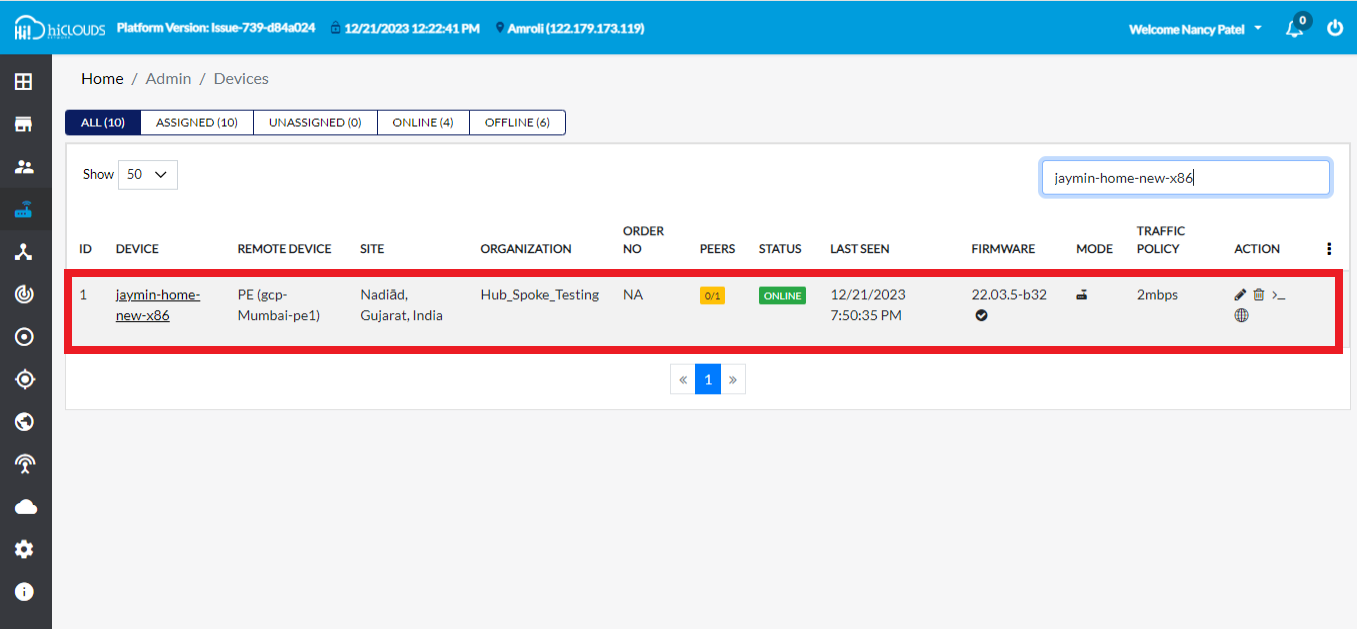 Hi! hiCLOUDS
NETWORK
Platform Version: Issue-739-d84a024 12/21/2023 12:22:41 PM Amroli (122.179.173.119) Welcome Nancy Patel 0
Home / Admin / Devices
ALL (10) ASSIGNED (10) UNASSIGNED (0) ONLINE (4) OFFLINE (6)
Show 50 jaymin-home-new-x86
ID DEVICE REMOTE DEVICE SITE ORGANIZATION ORDER NO PEERS STATUS LAST SEEN FIRMWARE MODE TRAFFIC POLICY ACTION
1 jaymin-home- PE (gcp- Nadiād, Hub_Spoke_Testing NA 0/1 ONLINE 12/21/2023 22.03.5-b32 2mbps
new-x86 Mumbai-pe1) Gujarat, India 7:50:35 PM
« 1 »